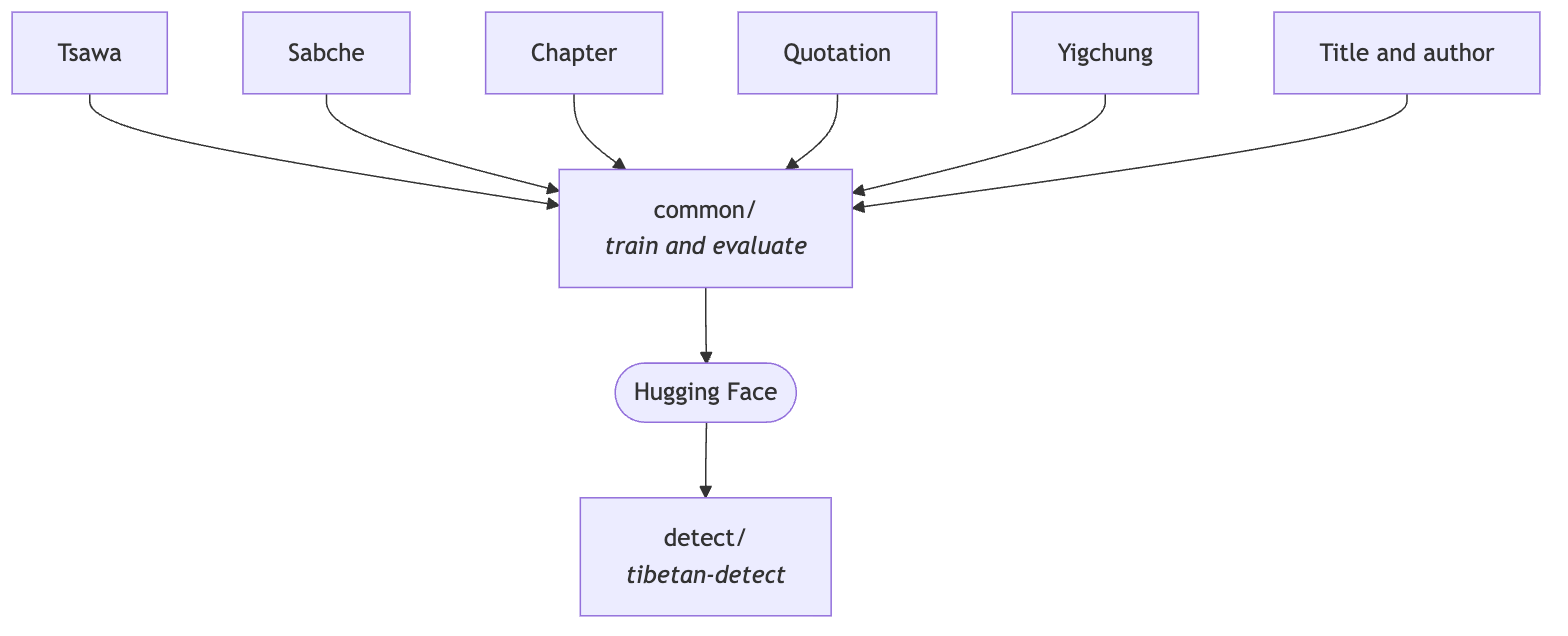 Tsawa
Sabche
Chapter
Quotation
Yigchung
Title and author
common/
train and evaluate
Hugging Face
detect/
tibetan-detect